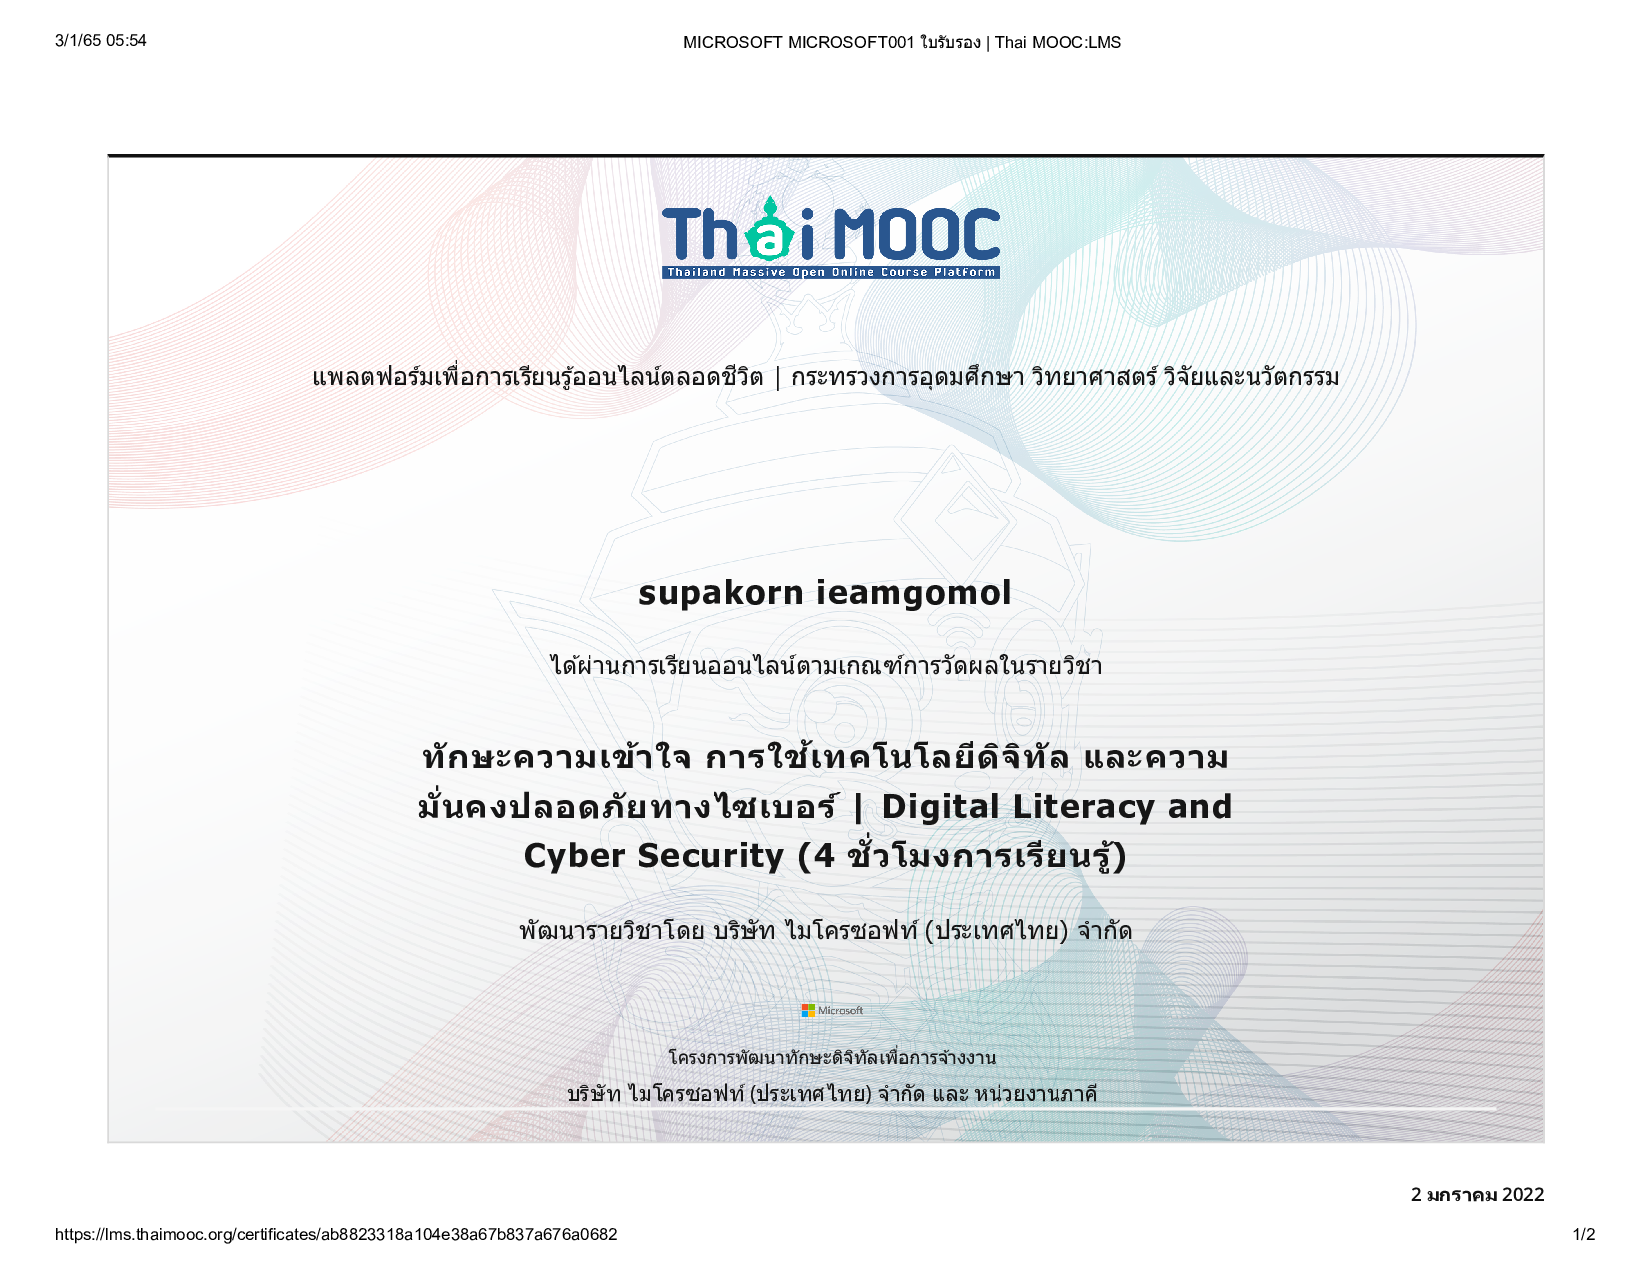 3/1/65 05:54
MICROSOFT MICROSOFT001 ใบรับรอง | Thai MOOC:LMS
Thai MOOC
Thailand Massive Open Online Course Platform
แพลตฟอร์มเพื่อการเรียนรู้ออนไลน์ตลอดชีวิต | กระทรวงการอุดมศึกษา วิทยาศาสตร์ วิจัยและนวัตกรรม
supakorn ieamgomol
ได้ผ่านการเรียนออนไลน์ตามเกณฑ์การวัดผลในรายวิชา
ทักษะความเข้าใจ การใช้เทคโนโลยีดิจิทัล และความ
มั่นคงปลอดภัยทางไซเบอร์ | Digital Literacy and
Cyber Security (4 ชั่วโมงการเรียนรู้)
พัฒนารายวิชาโดย บริษัท ไมโครซอฟท์ (ประเทศไทย) จำกัด
Microsoft
โครงการพัฒนาทักษะดิจิทัลเพื่อการจ้างงาน
บริษัท ไมโครซอฟท์ (ประเทศไทย) จำกัด และ หน่วยงานภาคี
2 มกราคม 2022
https://lms.thaimooc.org/certificates/ab8823318a104e38a67b837a676a0682
1/2